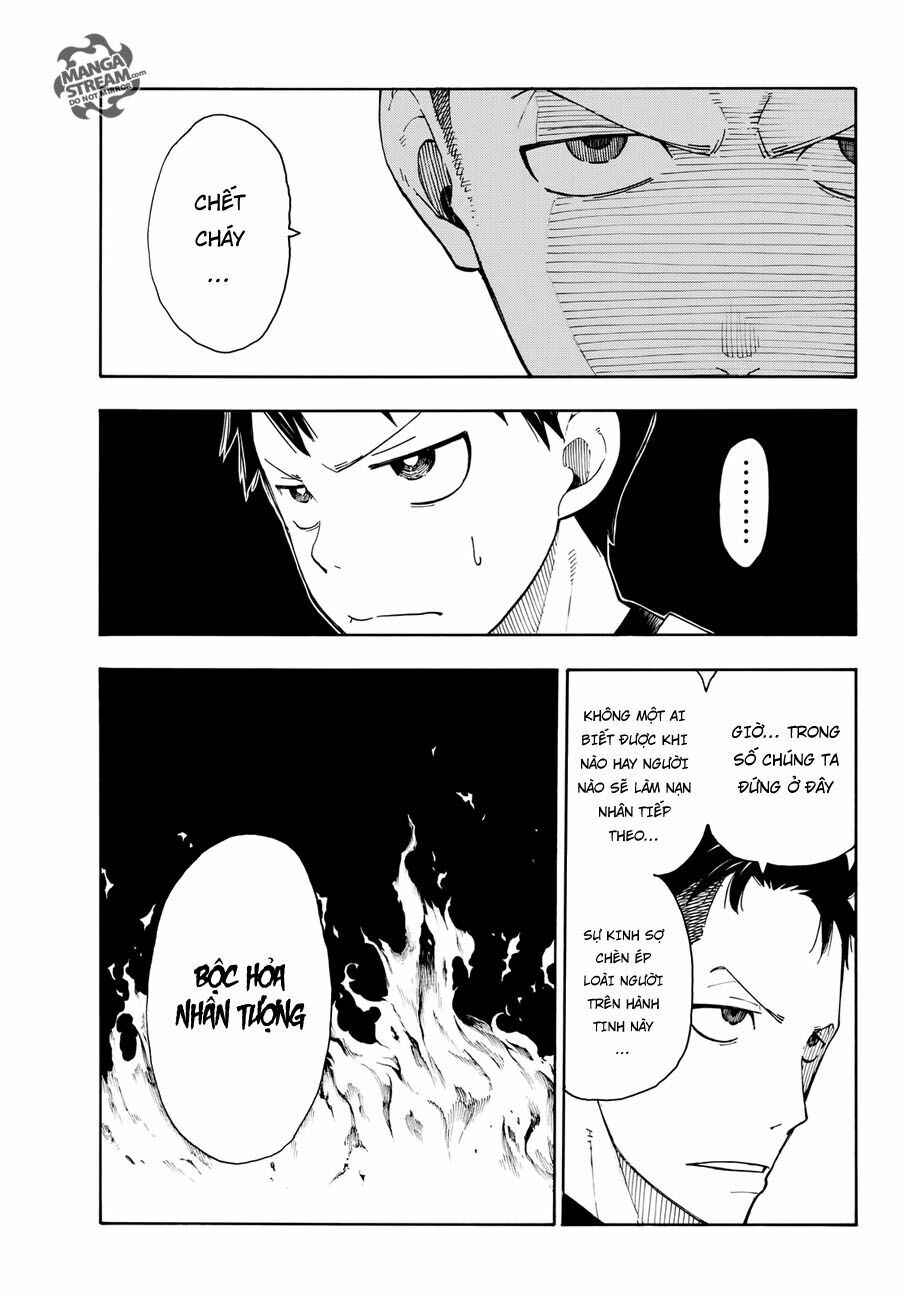 MANGA
STREAM.com
DO NOT MIRROR
CHẾT
CHÁY
...
.........
GIỜ... TRONG
SỐ CHÚNG TA
ĐỨNG Ở ĐÂY
KHÔNG MỘT AI
BIẾT ĐƯỢC KHI
NÀO HAY NGƯỜI
NÀO SẼ LÀM NẠN
NHÂN TIẾP
THEO...
SỰ KINH SỢ
CHÈN ÉP
LOÀI NGƯỜI
TRÊN HÀNH
TINH NÀY
...
BỘC HỎA
NHÂN TƯỢNG